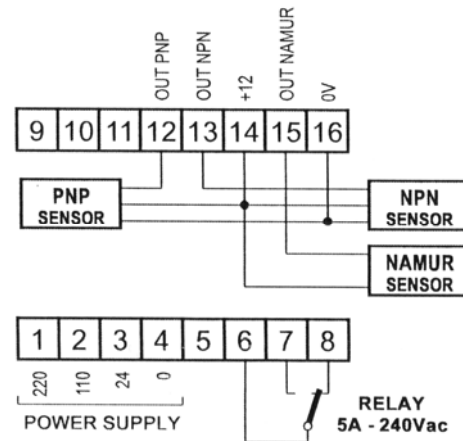 OUT PNP
OUT NPN
+12
OUT NAMUR
0V
9 10 11 12 13 14 15 16
PNP
SENSOR
NPN
SENSOR
NAMUR
SENSOR
1 2 3 4 5 6 7 8
220
110
24
0
POWER SUPPLY
RELAY
5A - 240Vac